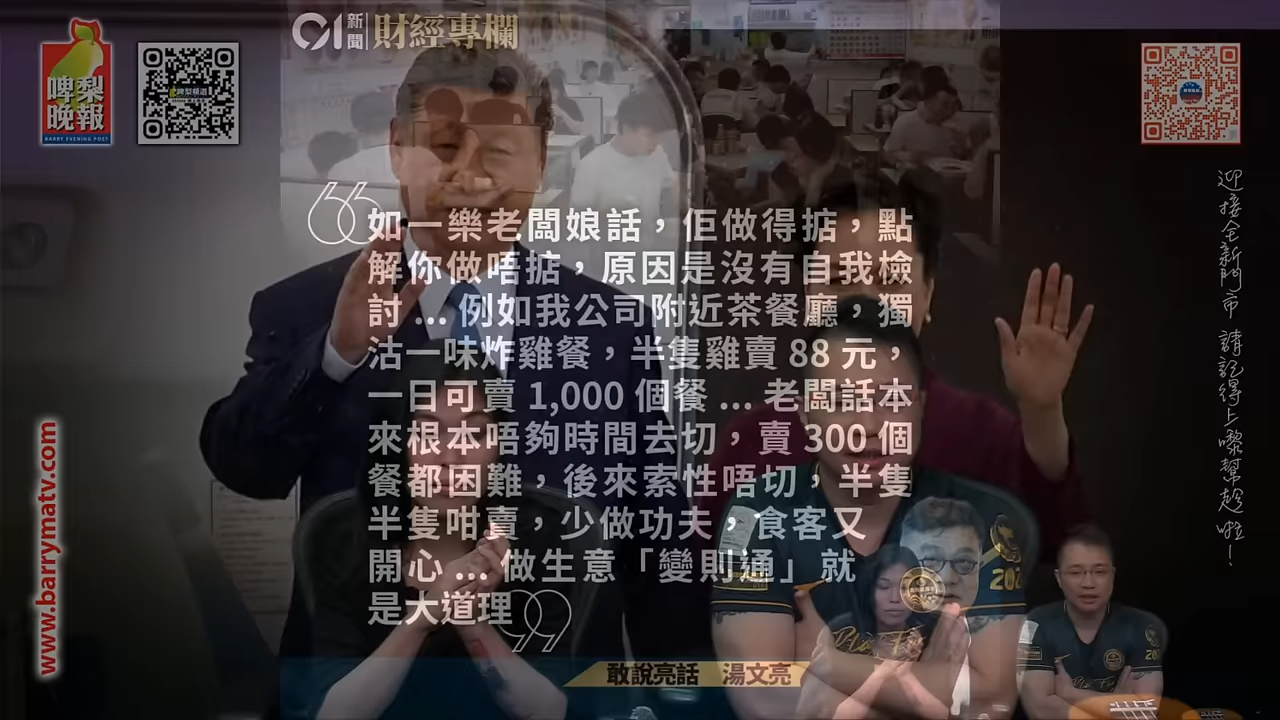 01
新聞
財經專欄
啤梨
晚報
BARRY EVENING POST
啤梨頻道
如一樂老闆娘話，佢做得掂，點
解你做唔掂，原因是沒有自我檢
討 ... 例如我公司附近茶餐廳，獨
沽一味炸雞餐，半隻雞賣 88 元，
一日可賣 1,000 個餐 ... 老闆話本
來根本唔夠時間去切，賣 300 個
餐都困難，後來索性唔切，半隻
半隻咁賣，少做功夫，食客又
開心 ... 做生意「變則通」就
是大道理
敢說亮話 湯文亮
www.barrymatv.com
迎接全新門市 請記得上嚟幫趁啦！
202
202